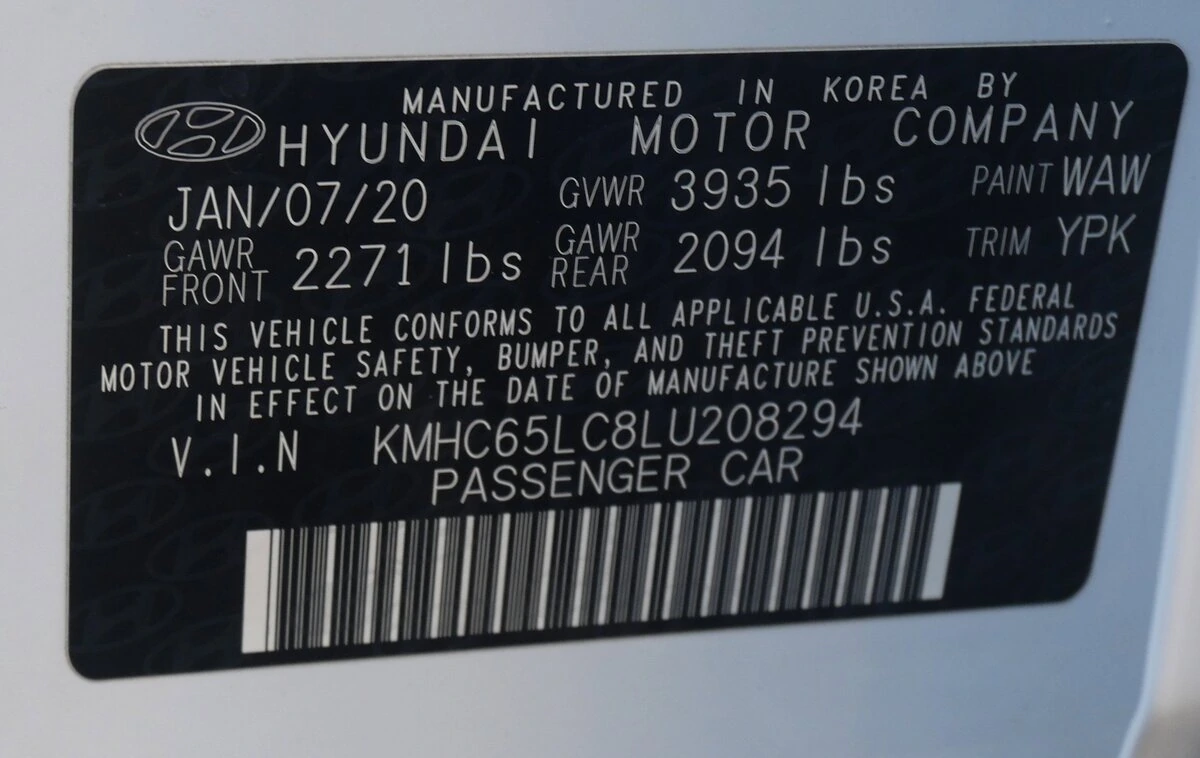 MANUFACTURED IN KOREA BY
HYUNDAI MOTOR COMPANY
JAN/07/20 GVWR 3935 lbs PAINT WAW
GAWR FRONT 2271 lbs GAWR REAR 2094 lbs TRIM YPK
THIS VEHICLE CONFORMS TO ALL APPLICABLE U.S.A. FEDERAL
MOTOR VEHICLE SAFETY, BUMPER, AND THEFT PREVENTION STANDARDS
IN EFFECT ON THE DATE OF MANUFACTURE SHOWN ABOVE
V.I.N KMHC65LC8LU208294
PASSENGER CAR